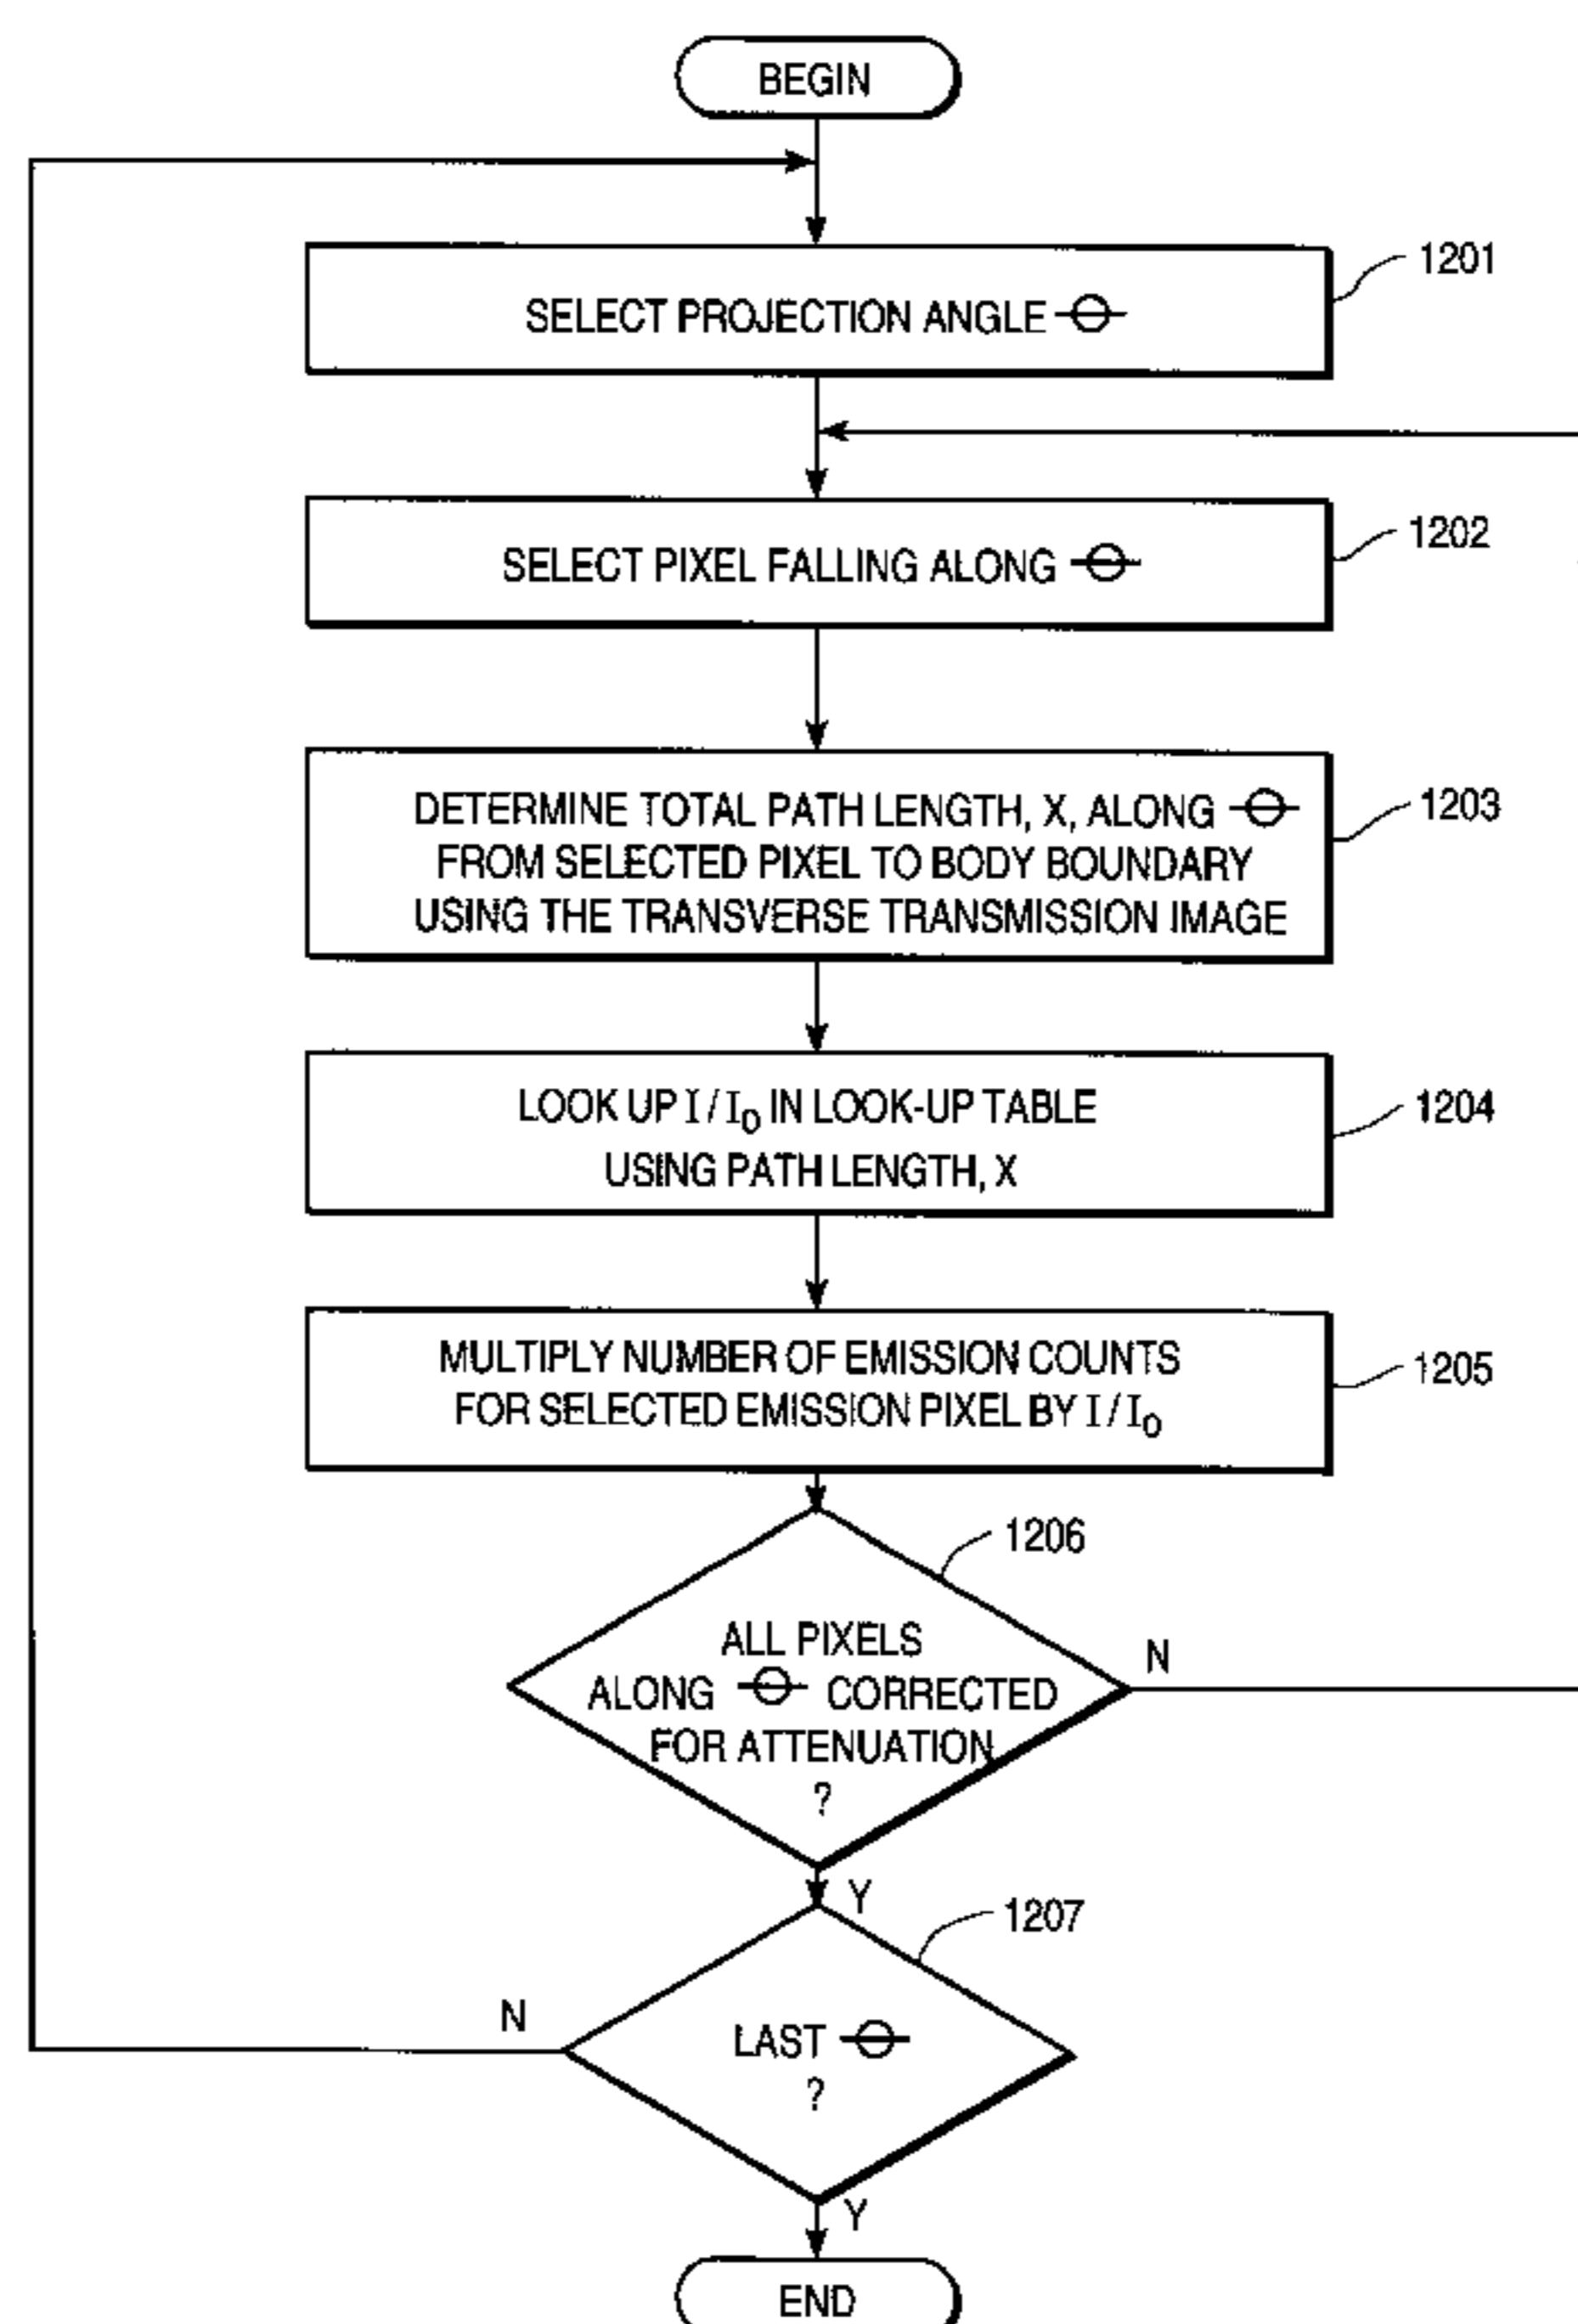 BEGIN
1201
SELECT PROJECTION ANGLE Θ
1202
SELECT PIXEL FALLING ALONG Θ
1203
DETERMINE TOTAL PATH LENGTH, X, ALONG Θ
FROM SELECTED PIXEL TO BODY BOUNDARY
USING THE TRANSVERSE TRANSMISSION IMAGE
1204
LOOK UP I/I₀ IN LOOK-UP TABLE
USING PATH LENGTH, X
1205
MULTIPLY NUMBER OF EMISSION COUNTS
FOR SELECTED EMISSION PIXEL BY I/I₀
1206
ALL PIXELS
ALONG Θ CORRECTED
FOR ATTENUATION
?
N
Y
1207
N
LAST Θ
?
Y
END